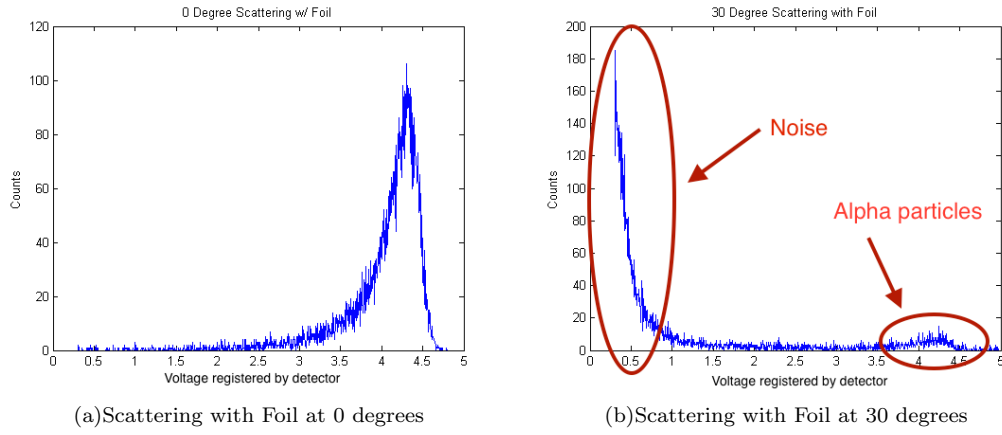 0 Degree Scattering w/ Foil
120
100
80
60
40
20
0
Counts
0 0.5 1 1.5 2 2.5 3 3.5 4 4.5 5
Voltage registered by detector
(a)Scattering with Foil at 0 degrees
30 Degree Scattering with Foil
200
180
160
140
120
100
80
60
40
20
0
Counts
Noise
Alpha particles
0 0.5 1.0 1.5 2.0 2.5 3.0 3.5 4.0 4.5 5
Voltage registered by detector
(b)Scattering with Foil at 30 degrees